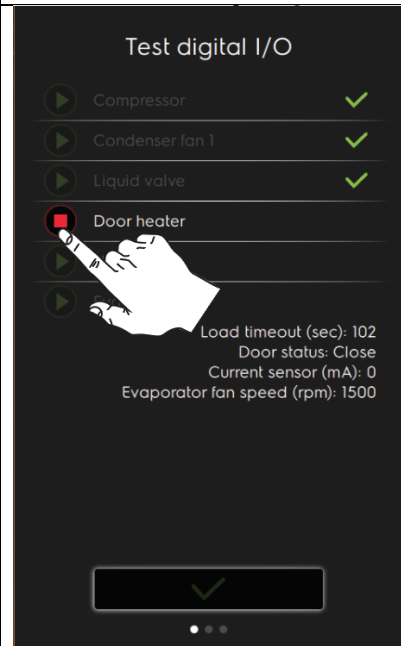 Test digital I/O
Compressor
Condenser fan 1
Liquid valve
Door heater
Load timeout (sec): 102
Door status: Close
Current sensor (mA): 0
Evaporator fan speed (rpm): 1500